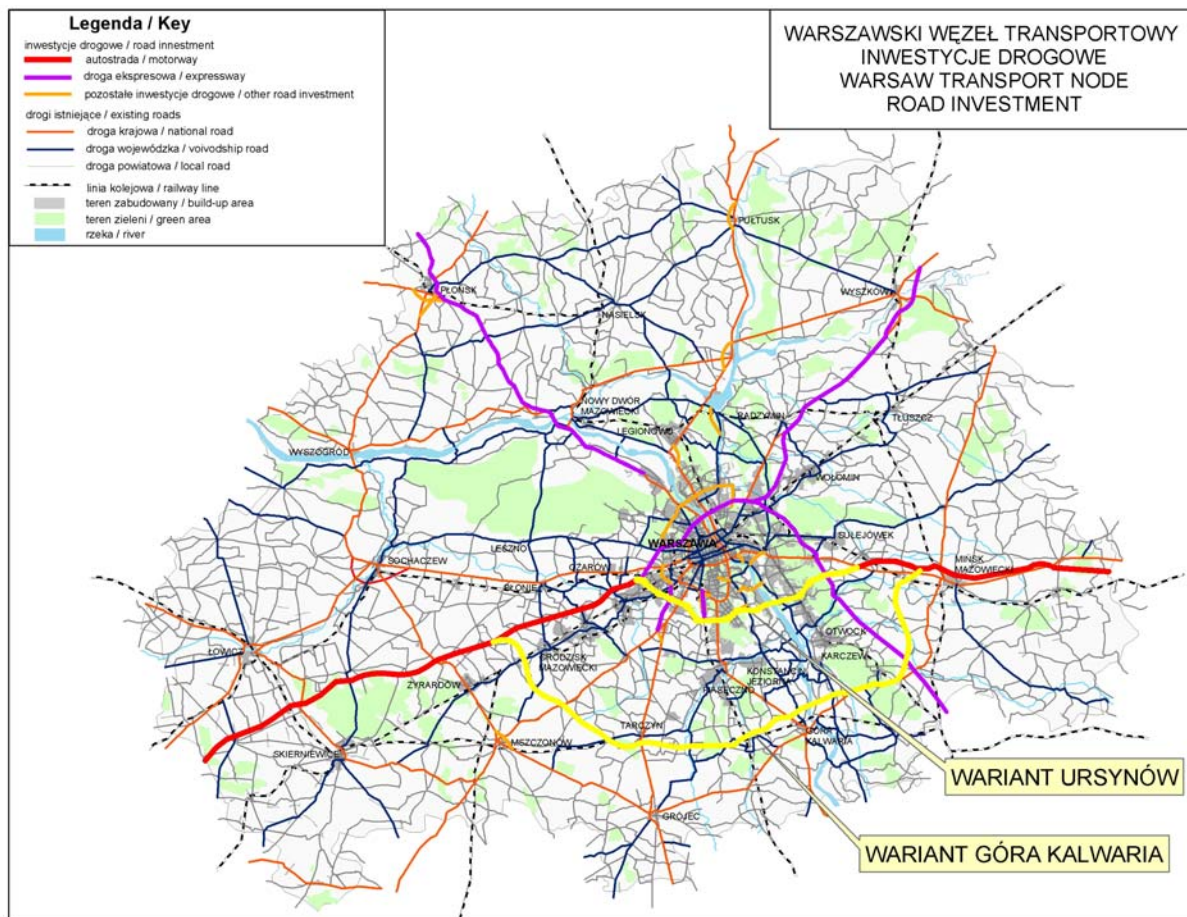 Legenda / Key
inwestycje drogowe / road innestment
autostrada / motorway
droga ekspresowa / expressway
pozostałe inwestycje drogowe / other road investment
drogi istniejące / existing roads
droga krajowa / national road
droga wojewódzka / voivodship road
droga powiatowa / local road
linia kolejowa / railway line
teren zabudowany / build-up area
teren zieleni / green area
rzeka / river
WARSZAWSKI WĘZEŁ TRANSPORTOWY
INWESTYCJE DROGOWE
WARSAW TRANSPORT NODE
ROAD INVESTMENT
PUŁTUSK
PŁOŃSK
WYSZKÓW
NASIELSK
NOWY DWÓR
MAZOWIECKI
RADZYMIN
TŁUSZCZ
LEGIONOWO
WYSZOGRÓD
WOŁOMIN
WARSZAWA
SULEJÓWEK
LESZNO
MIŃSK
MAZOWIECKI
SOCHACZEW
OŻARÓW
BŁONIE
OTWOCK
ŁOWICZ
GRODZISK
MAZOWIECKI
KARCZEW
KONSTANCIN
JEZIORNA
ŻYRARDÓW
PIASECZNO
TARCZYN
GÓRA
KALWARIA
MSZCZONÓW
SKIERNIEWICE
WARIANT URSYNÓW
GRÓJEC
WARIANT GÓRA KALWARIA